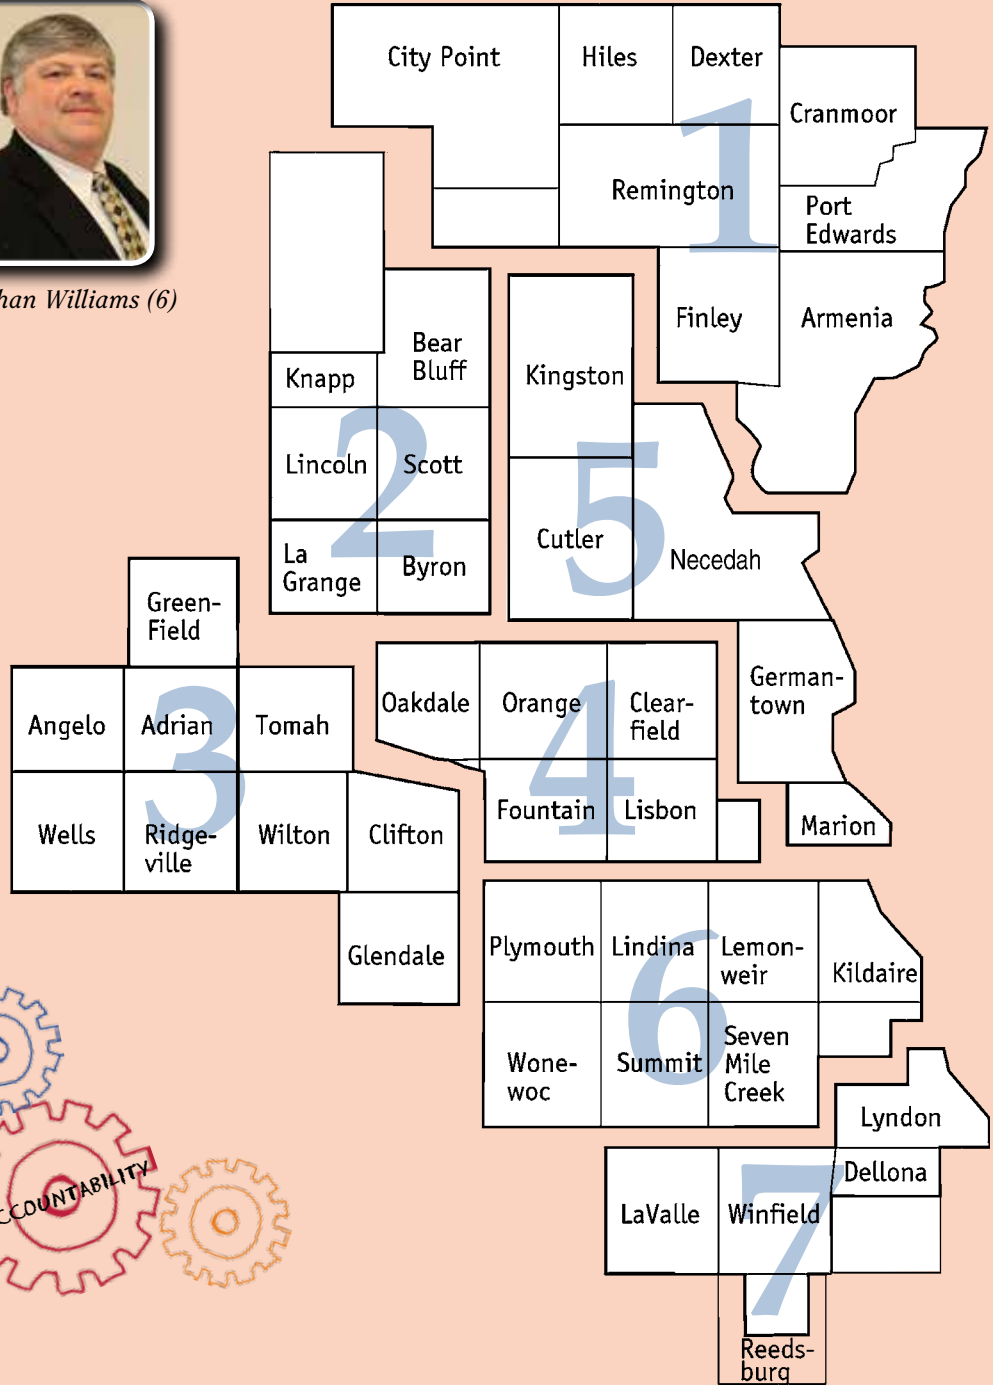 City Point
Hiles
Dexter
Cranmoor
1
Remington
Port
Edwards
Finley
Armenia
han Williams (6)
Bear
Bluff
Knapp
Kingston
2
Lincoln
Scott
5
Cutler
Necedah
La
Grange
Byron
Green-
Field
Angelo
Adrian
Tomah
3
Oakdale
Orange
Clear-
field
4
German-
town
Wells
Ridge-
ville
Wilton
Clifton
Fountain
Lisbon
Marion
Glendale
Plymouth
Lindina
Lemon-
weir
Kildaire
6
Wone-
woc
Summit
Seven
Mile
Creek
Lyndon
Dellona
LaValle
Winfield
7
Reeds-
burg
CCOUNTABILITY